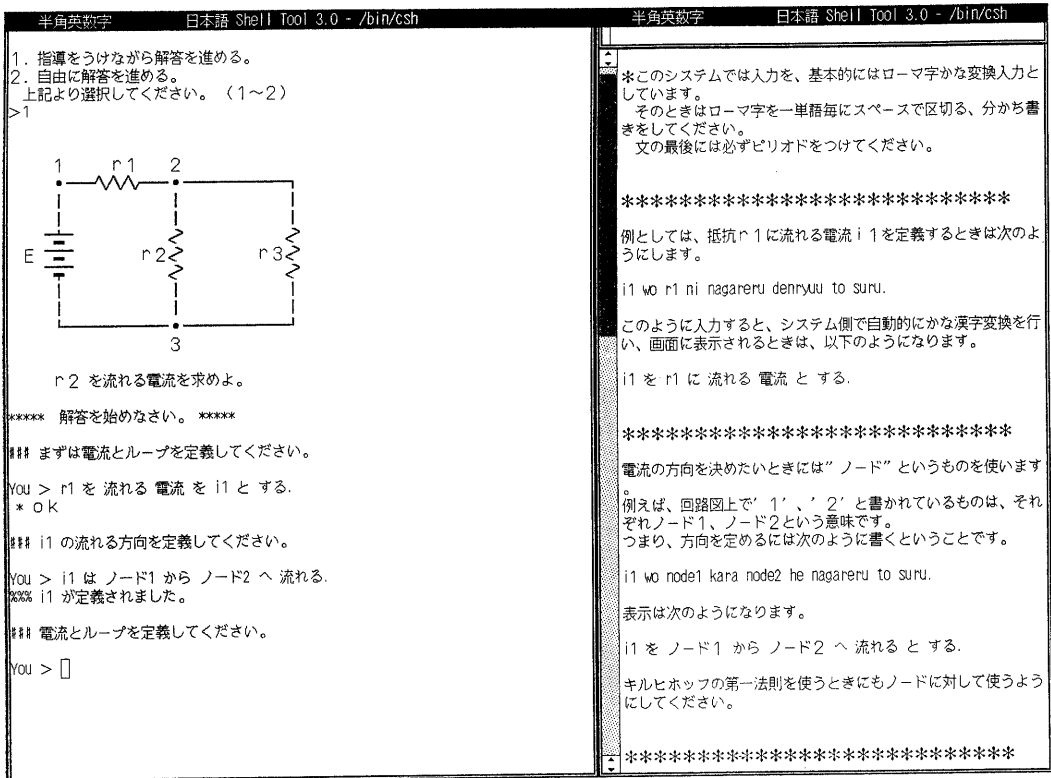 半角英数字 日本語 Shell Tool 3.0 - /bin/csh
1．指導をうけながら解答を進める。
2．自由に解答を進める。
上記より選択してください。（1～2）
>1
1 r1 2
E r2 r3
3
r2 を流れる電流を求めよ。
***** 解答を始めなさい。 *****
### まずは電流とループを定義してください。
You > r1 を 流れる 電流 を i1 と する.
* ok
### i1 の流れる方向を定義してください。
You > i1 は ノード1 から ノード2 へ 流れる.
%%% i1 が定義されました。
### 電流とループを定義してください。
You >
半角英数字 日本語 Shell Tool 3.0 - /bin/csh
＊このシステムでは入力を、基本的にはローマ字かな変換入力と
しています。
そのときはローマ字を一単語毎にスペースで区切る、分かち書
きをしてください。
文の最後には必ずピリオドをつけてください。
＊＊＊＊＊＊＊＊＊＊＊＊＊＊＊＊＊＊＊＊＊＊＊＊＊＊＊
例としては、抵抗r1に流れる電流i1を定義するときは次のよ
うにします。
i1 wo r1 ni nagareru denryuu to suru.
このように入力すると、システム側で自動的にかな漢字変換を行
い、画面に表示されるときは、以下のようになります。
i1 を r1 に 流れる 電流 と する.
＊＊＊＊＊＊＊＊＊＊＊＊＊＊＊＊＊＊＊＊＊＊＊＊＊＊＊
電流の方向を決めたいときには”ノード”というものを使います
。
例えば、回路図上で’1’、’2’と書かれているものは、それ
ぞれノード1、ノード2という意味です。
つまり、方向を定めるには次のように書くということです。
i1 wo node1 kara node2 he nagareru to suru.
表示は次のようになります。
i1 を ノード1 から ノード2 へ 流れる と する.
キルヒホッフの第一法則を使うときにもノードに対して使うよう
にしてください。
＊＊＊＊＊＊＊＊＊＊＊＊＊＊＊＊＊＊＊＊＊＊＊＊＊＊＊